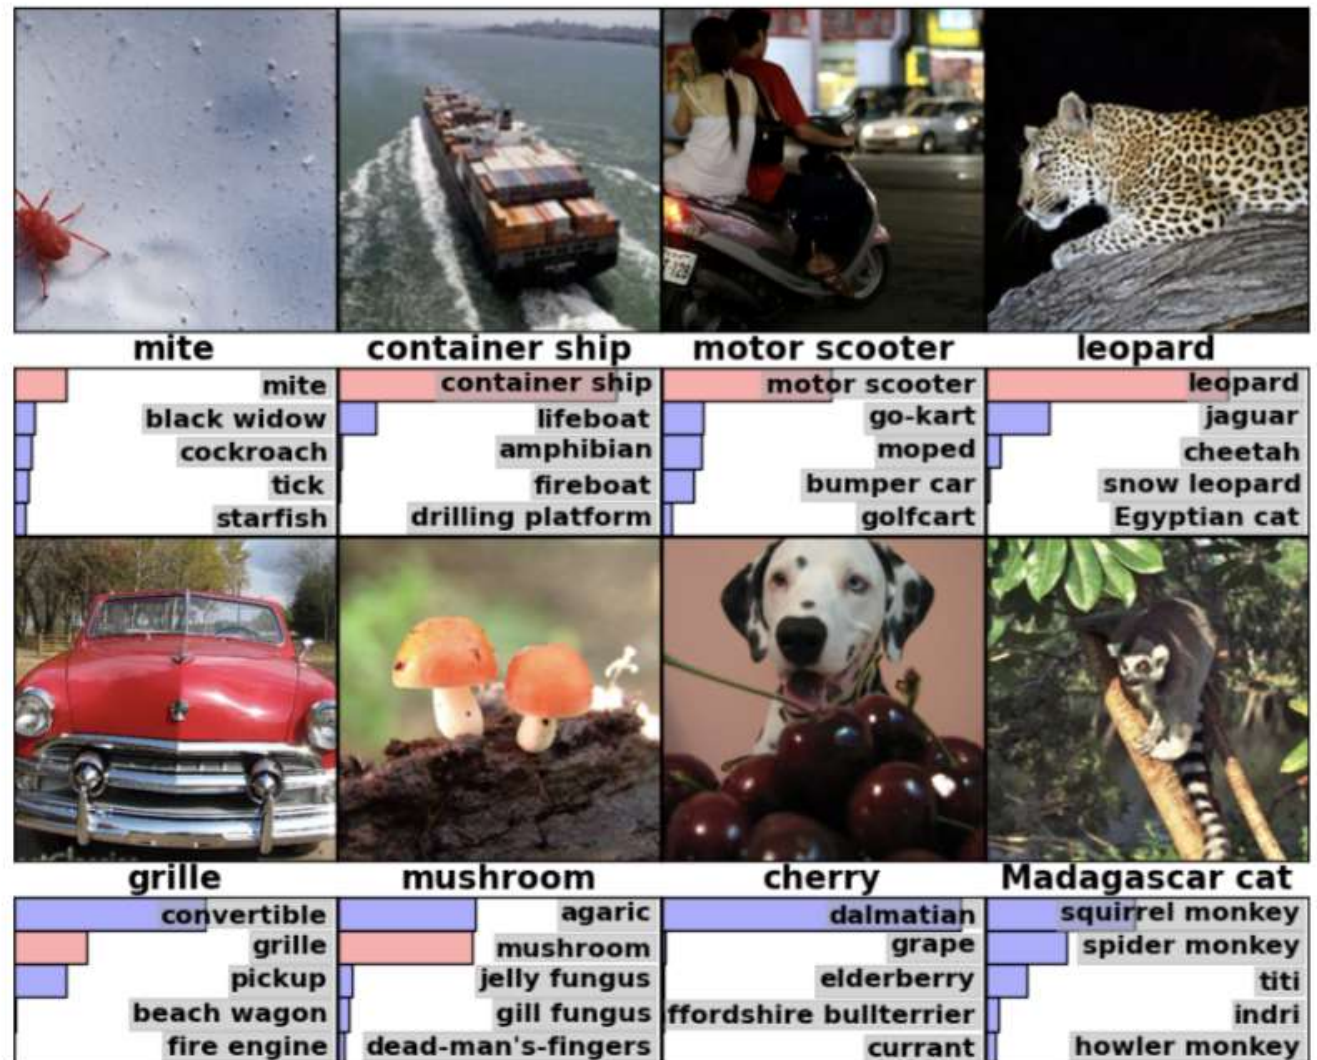 mite
container ship
motor scooter
leopard
mite
black widow
cockroach
tick
starfish
container ship
lifeboat
amphibian
fireboat
drilling platform
motor scooter
go-kart
moped
bumper car
golfcart
leopard
jaguar
cheetah
snow leopard
Egyptian cat
grille
mushroom
cherry
Madagascar cat
convertible
grille
pickup
beach wagon
fire engine
agaric
mushroom
jelly fungus
gill fungus
dead-man's-fingers
dalmatian
grape
elderberry
ffordshire bullterrier
currant
squirrel monkey
spider monkey
titi
indri
howler monkey